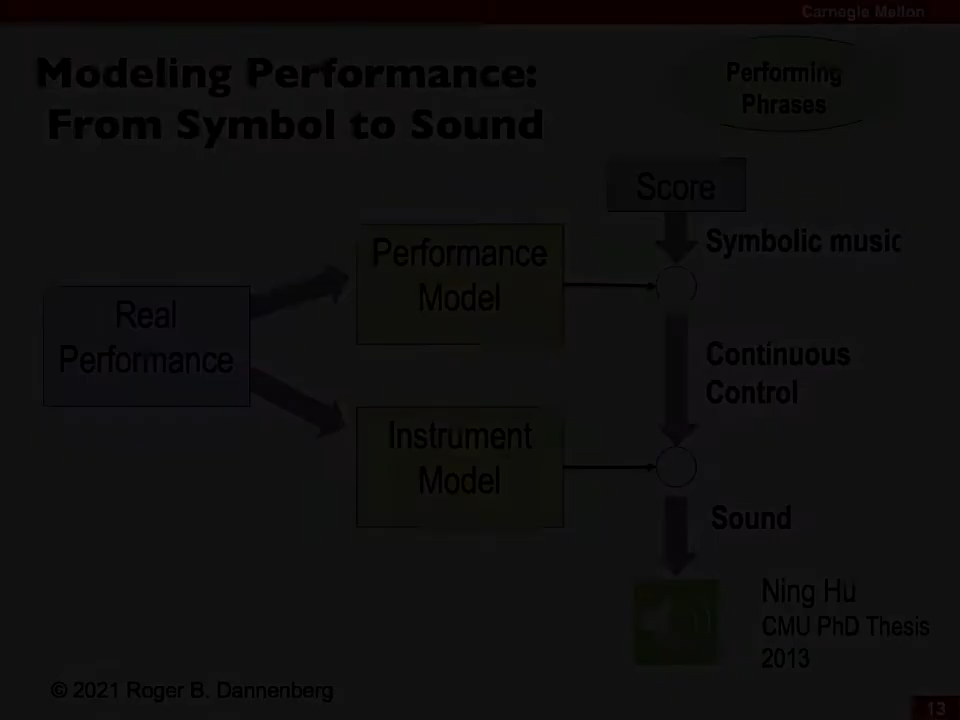 Carnegie Mellon
Modeling Performance:
From Symbol to Sound
Performing
Phrases
Score
Symbolic music
Performance
Model
Real
Performance
Continuous
Control
Instrument
Model
Sound
Ning Hu
CMU PhD Thesis
2013
© 2021 Roger B. Dannenberg
13